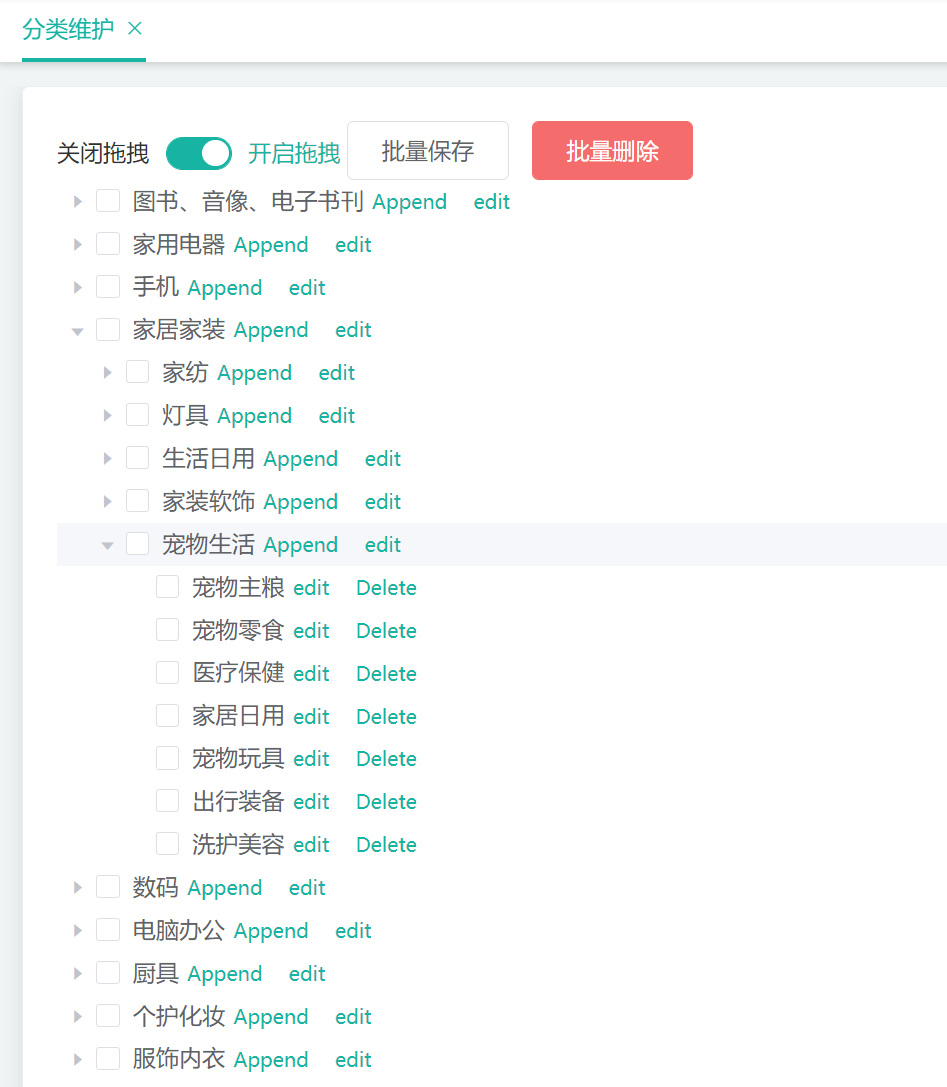 分类维护
关闭拖拽 开启拖拽 批量保存 批量删除
图书、音像、电子书刊 Append edit
家用电器 Append edit
手机 Append edit
家居家装 Append edit
家纺 Append edit
灯具 Append edit
生活日用 Append edit
家装软饰 Append edit
宠物生活 Append edit
宠物主粮 edit Delete
宠物零食 edit Delete
医疗保健 edit Delete
家居日用 edit Delete
宠物玩具 edit Delete
出行装备 edit Delete
洗护美容 edit Delete
数码 Append edit
电脑办公 Append edit
厨具 Append edit
个护化妆 Append edit
服饰内衣 Append edit